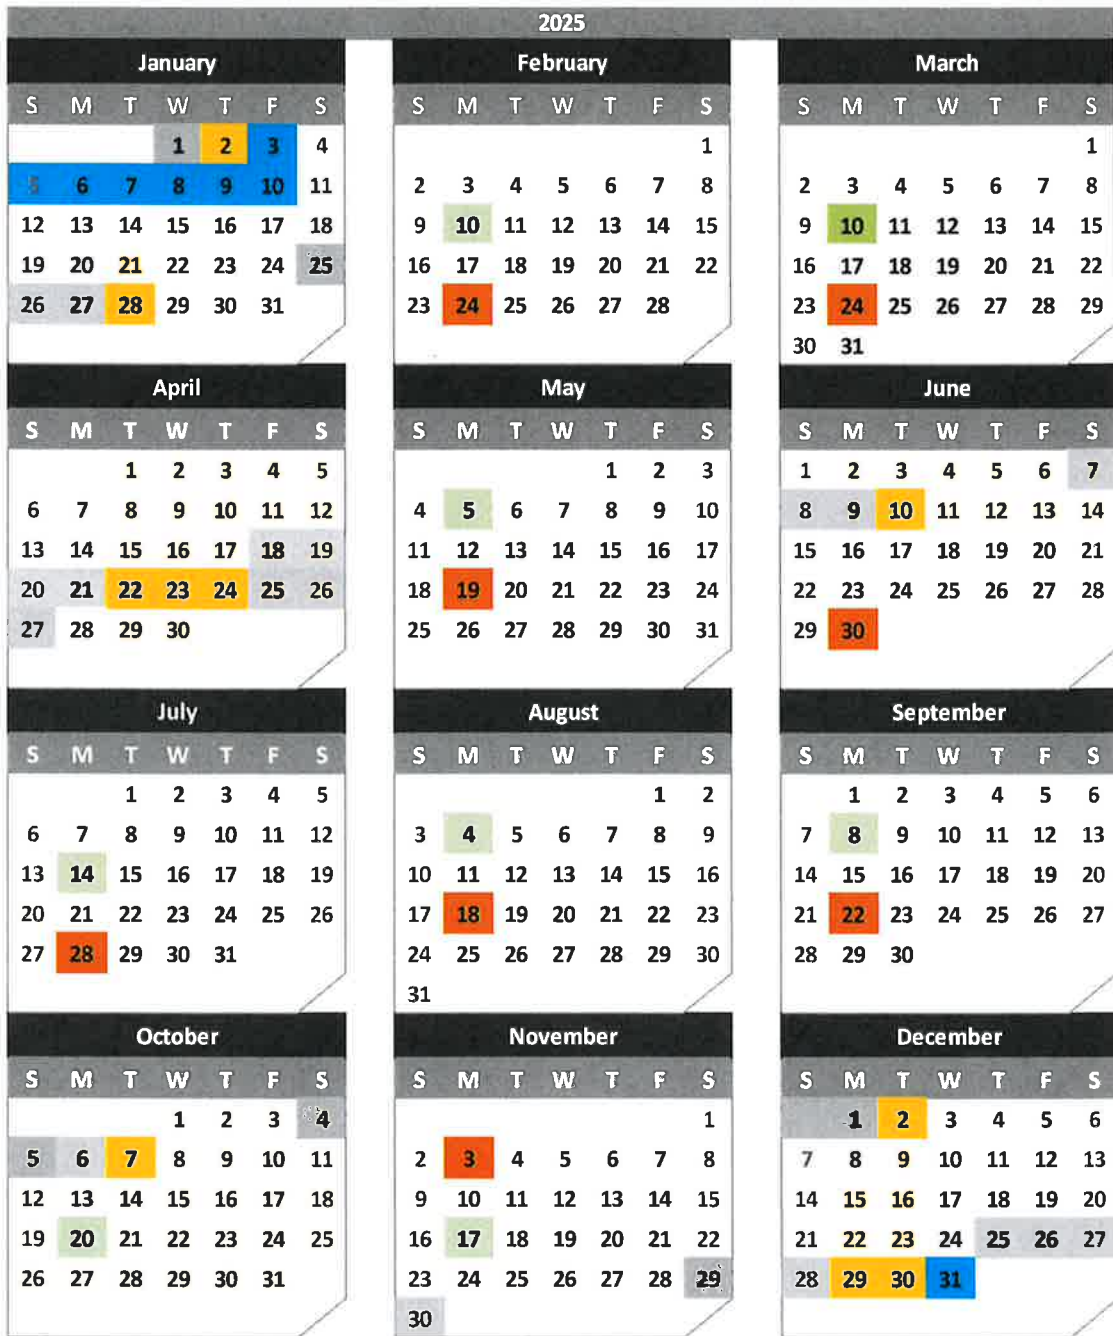 2025
January February March
S M T W T F S S M T W T F S S M T W T F S
1 2 3 4 1 1
5 6 7 8 9 10 11 2 3 4 5 6 7 8 2 3 4 5 6 7 8
12 13 14 15 16 17 18 9 10 11 12 13 14 15 9 10 11 12 13 14 15
19 20 21 22 23 24 25 16 17 18 19 20 21 22 16 17 18 19 20 21 22
26 27 28 29 30 31 23 24 25 26 27 28 23 24 25 26 27 28 29
30 31
April May June
S M T W T F S S M T W T F S S M T W T F S
1 2 3 4 5 1 2 3 1 2 3 4 5 6 7
6 7 8 9 10 11 12 4 5 6 7 8 9 10 8 9 10 11 12 13 14
13 14 15 16 17 18 19 11 12 13 14 15 16 17 15 16 17 18 19 20 21
20 21 22 23 24 25 26 18 19 20 21 22 23 24 22 23 24 25 26 27 28
27 28 29 30 25 26 27 28 29 30 31 29 30
July August September
S M T W T F S S M T W T F S S M T W T F S
1 2 3 4 5 1 2 1 2 3 4 5 6
6 7 8 9 10 11 12 3 4 5 6 7 8 9 7 8 9 10 11 12 13
13 14 15 16 17 18 19 10 11 12 13 14 15 16 14 15 16 17 18 19 20
20 21 22 23 24 25 26 17 18 19 20 21 22 23 21 22 23 24 25 26 27
27 28 29 30 31 24 25 26 27 28 29 30 28 29 30
31
October November December
S M T W T F S S M T W T F S S M T W T F S
1 2 3 4 1 1 2 3 4 5 6
5 6 7 8 9 10 11 2 3 4 5 6 7 8 7 8 9 10 11 12 13
12 13 14 15 16 17 18 9 10 11 12 13 14 15 14 15 16 17 18 19 20
19 20 21 22 23 24 25 16 17 18 19 20 21 22 21 22 23 24 25 26 27
26 27 28 29 30 31 23 24 25 26 27 28 29 28 29 30 31
30